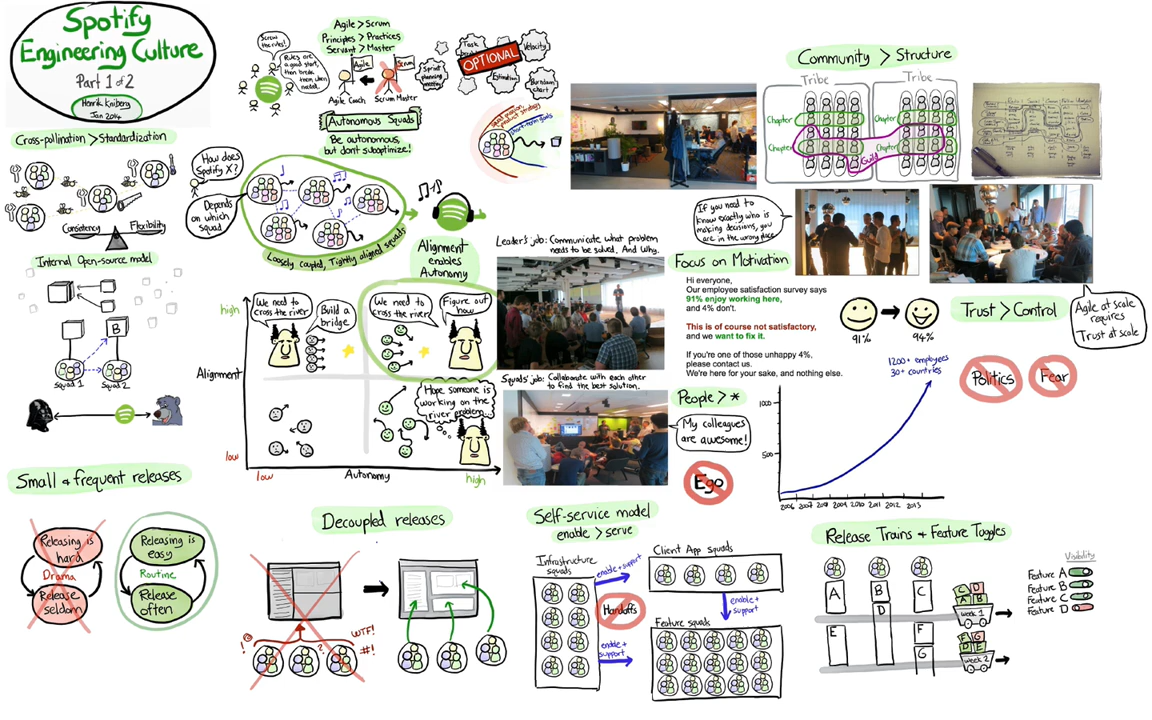 Spotify
Engineering Culture
Part 1 of 2
Henrik Kniberg
Jan 2014
Screw
the rules!
Rules are
a good start,
then break
them when
needed.
Agile > Scrum
Principles > Practices
Servant > Master
Agile
Scrum
Agile Coach
Scrum Master
Autonomous Squads
Be autonomous,
but dont suboptimize!
Sprint
planning
meeting
Task
OPTIONAL
Velocity
Estimation
Burndown
chart
product strategy
short-term goals
Community > Structure
Tribe
Tribe
Chapter
Chapter
Chapter
Chapter
Guild
Cross-pollination > Standardization
Consistency
Flexibility
How does
Spotify X?
Depends
on which
squad
Loosely coupled, Tightly aligned squads
Alignment
enables
Autonomy
Internal Open-source model
B
Squad 1
Squad 2
high
Alignment
low
low
Autonomy
high
We need to
cross the river
Build a
bridge
We need to
cross the river
Figure out
how
Hope someone is
working on the
river problem...
Leader's job: Communicate what problem
needs to be solved. And Why.
Squads' job: Collaborate with each other
to find the best solution.
If you need to
know exactly who is
making decisions, you
are in the wrong place
Focus on Motivation
Hi everyone,
Our employee satisfaction survey says
91% enjoy working here,
and 4% don't.
This is of course not satisfactory,
and we want to fix it.
If you're one of those unhappy 4%,
please contact us.
We're here for your sake, and nothing else.
91%
94%
Trust > Control
Agile at scale
requires
Trust at scale
Politics
Fear
People > *
My colleagues
are awesome!
Ego
1200+ employees
30+ countries
1000
500
2006 2007 2008 2009 2010 2011 2012 2013
Small & frequent releases
Releasing is
hard
Drama
Release
seldom
Releasing is
easy
Routine
Release
often
Decoupled releases
!@
?.
WTF!
#!
Self-service model
enable > serve
Infrastructure
squads
enable + support
Handoffs
enable +
support
Client App squads
enable +
support
Feature squads
Release Trains & Feature Toggles
A
B
C
D
E
F
G
C D
A B
week 1
F G
D E
week 2
Visibility
Feature A
Feature B
Feature C
Feature D